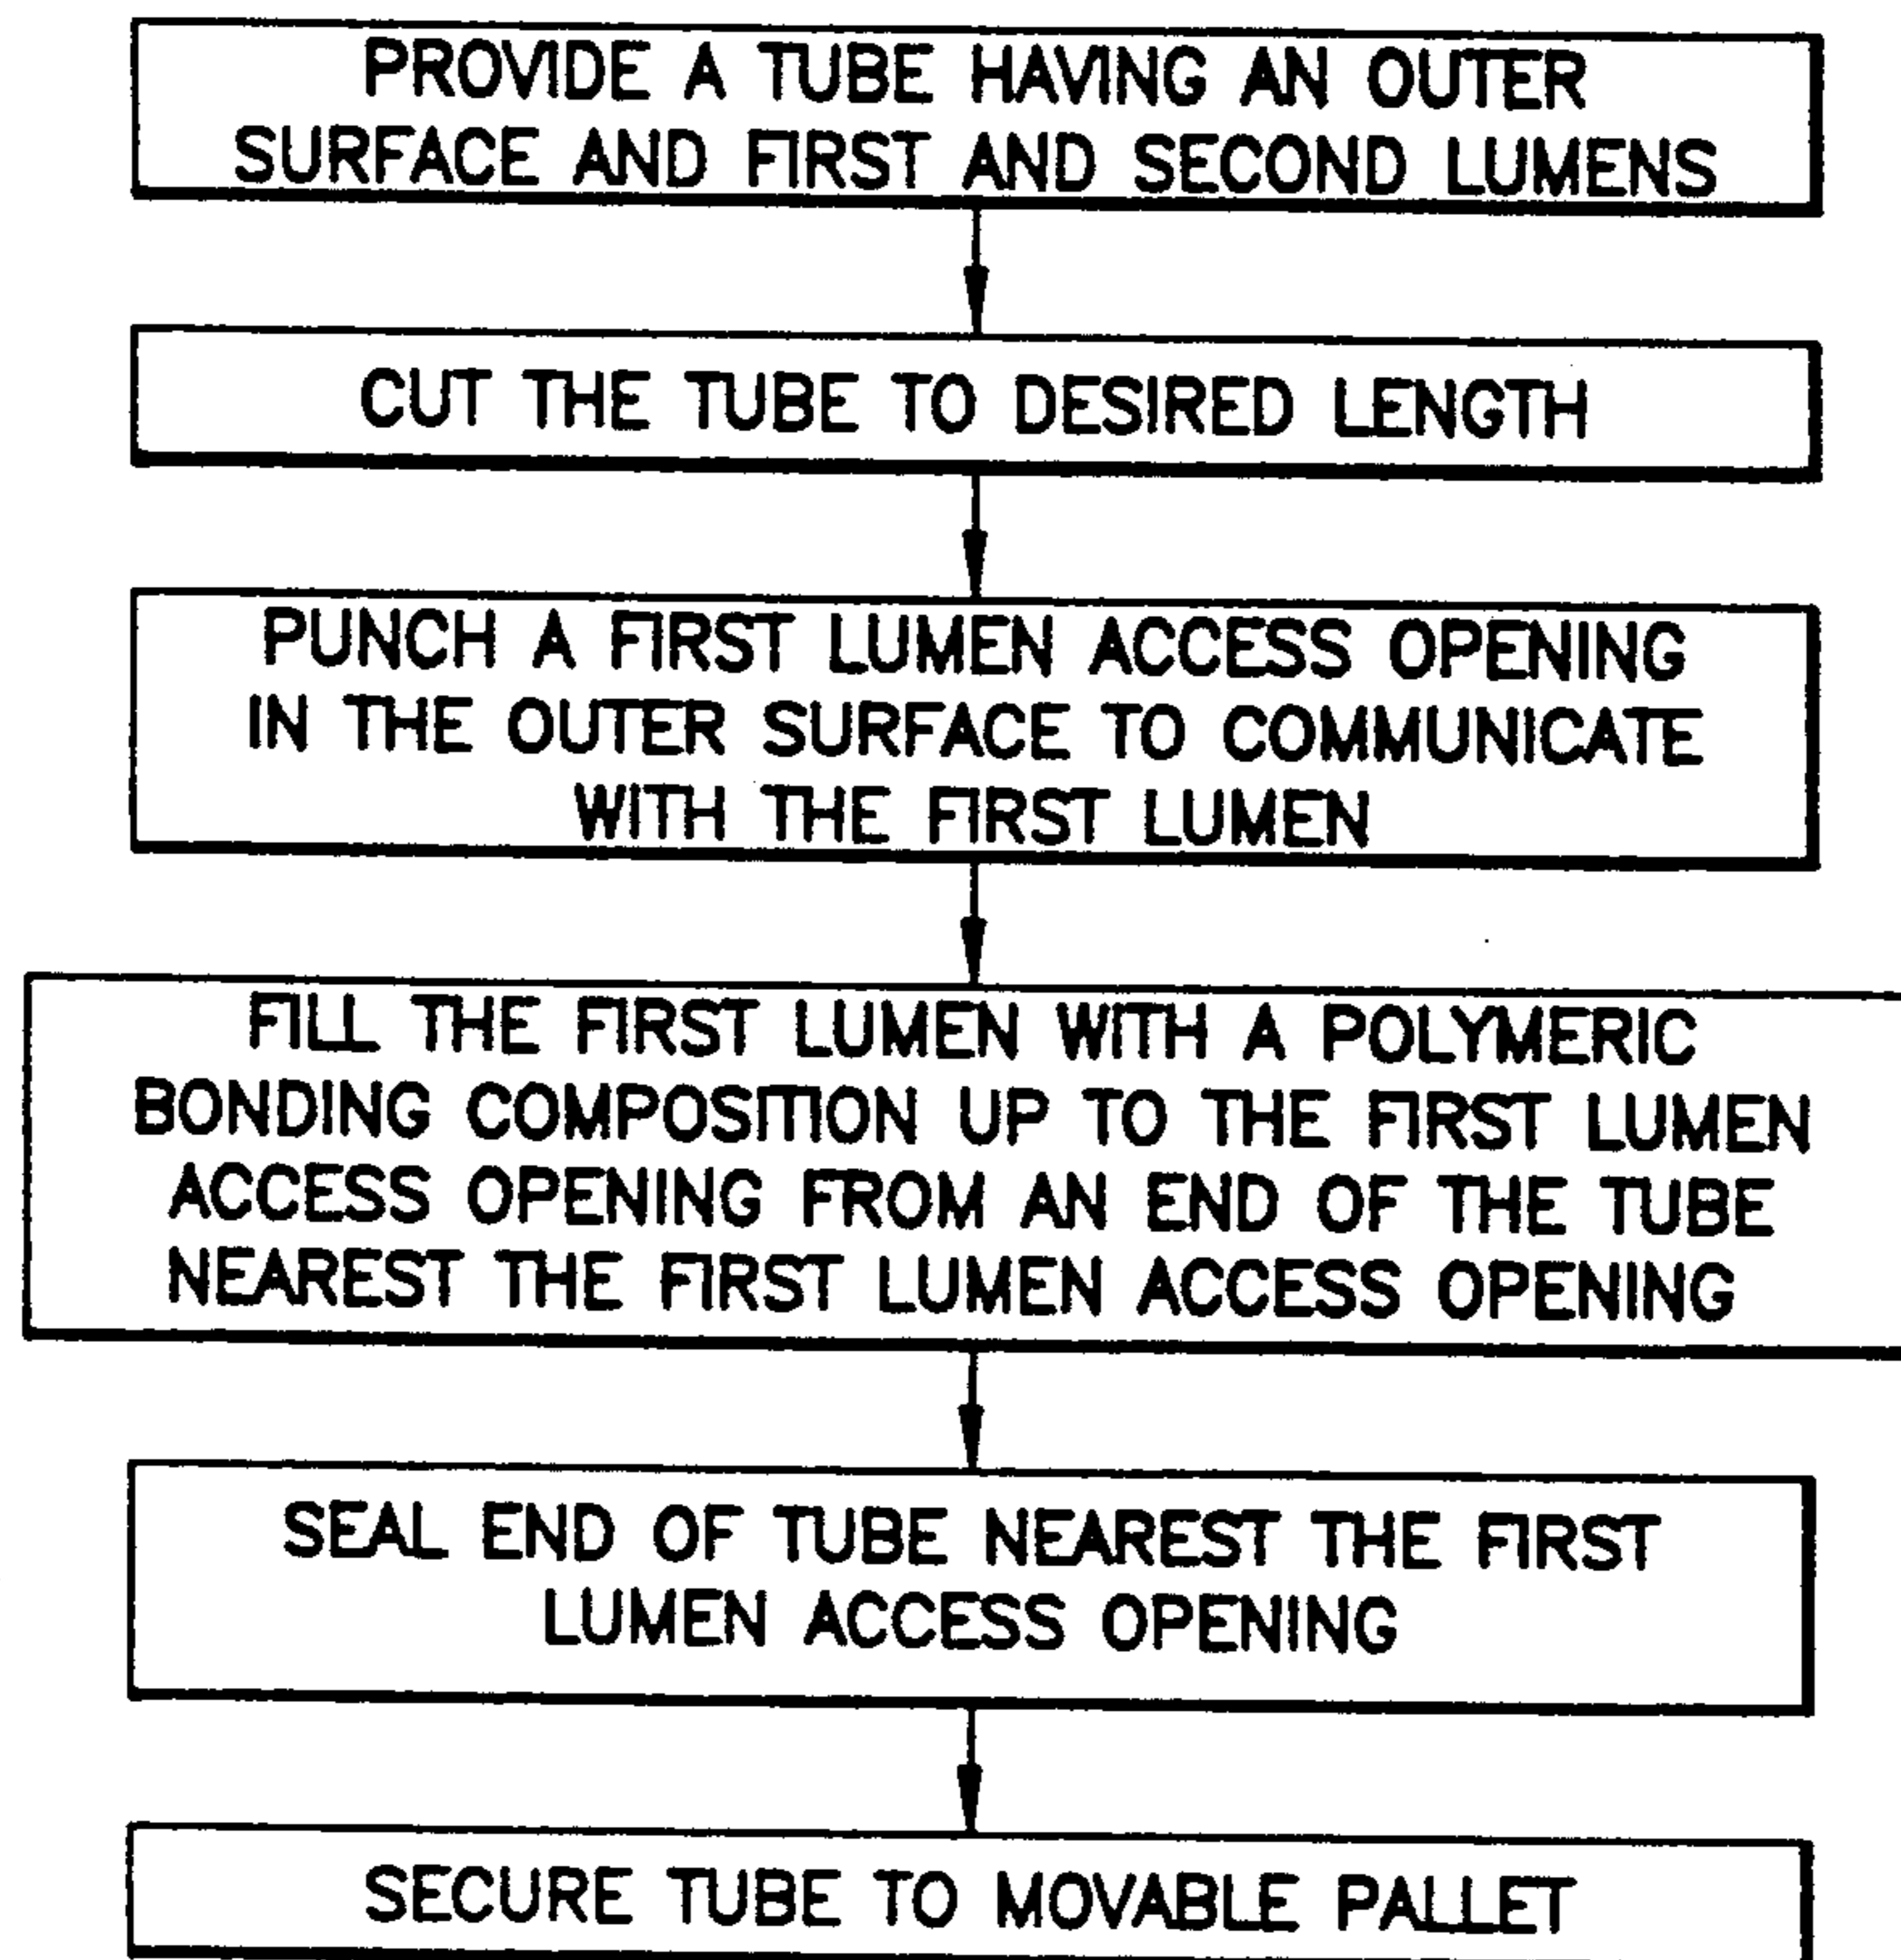 PROVIDE A TUBE HAVING AN OUTER
SURFACE AND FIRST AND SECOND LUMENS
CUT THE TUBE TO DESIRED LENGTH
PUNCH A FIRST LUMEN ACCESS OPENING
IN THE OUTER SURFACE TO COMMUNICATE
WITH THE FIRST LUMEN
FILL THE FIRST LUMEN WITH A POLYMERIC
BONDING COMPOSITION UP TO THE FIRST LUMEN
ACCESS OPENING FROM AN END OF THE TUBE
NEAREST THE FIRST LUMEN ACCESS OPENING
SEAL END OF TUBE NEAREST THE FIRST
LUMEN ACCESS OPENING
SECURE TUBE TO MOVABLE PALLET